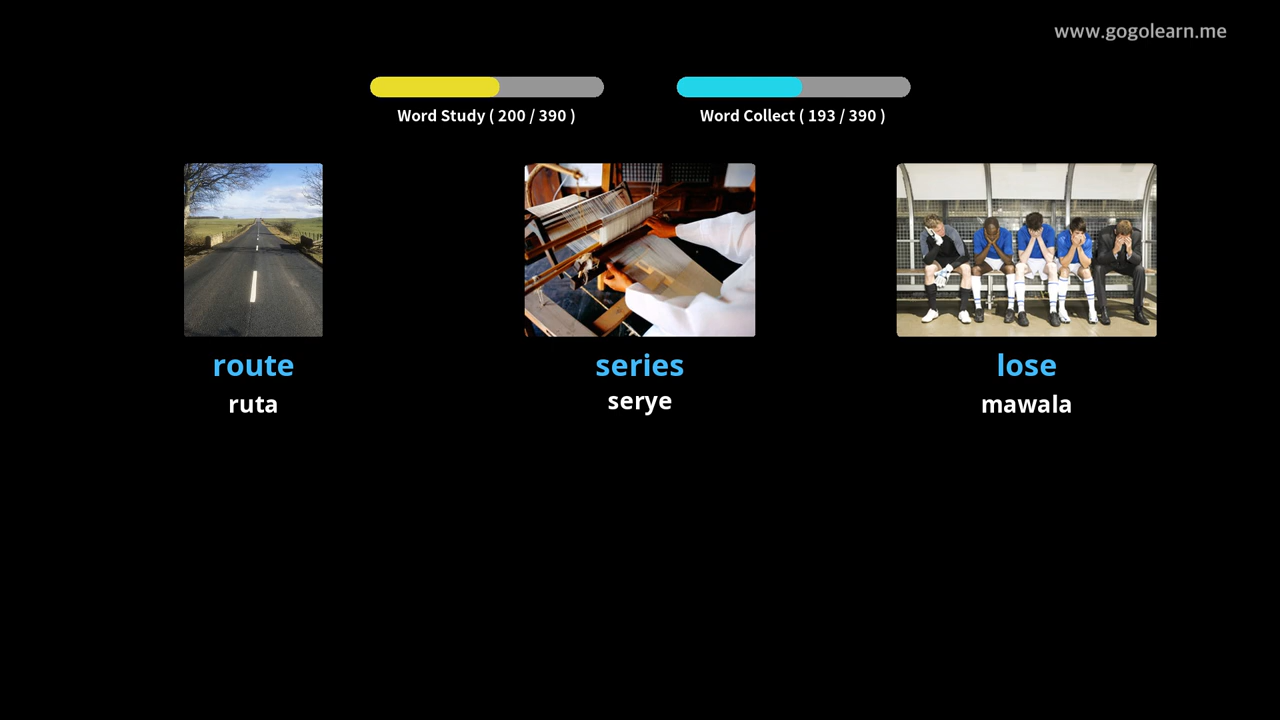 www.gogolearn.me
Word Study ( 200 / 390 )
Word Collect ( 193 / 390 )
route
series
lose
ruta
serye
mawala